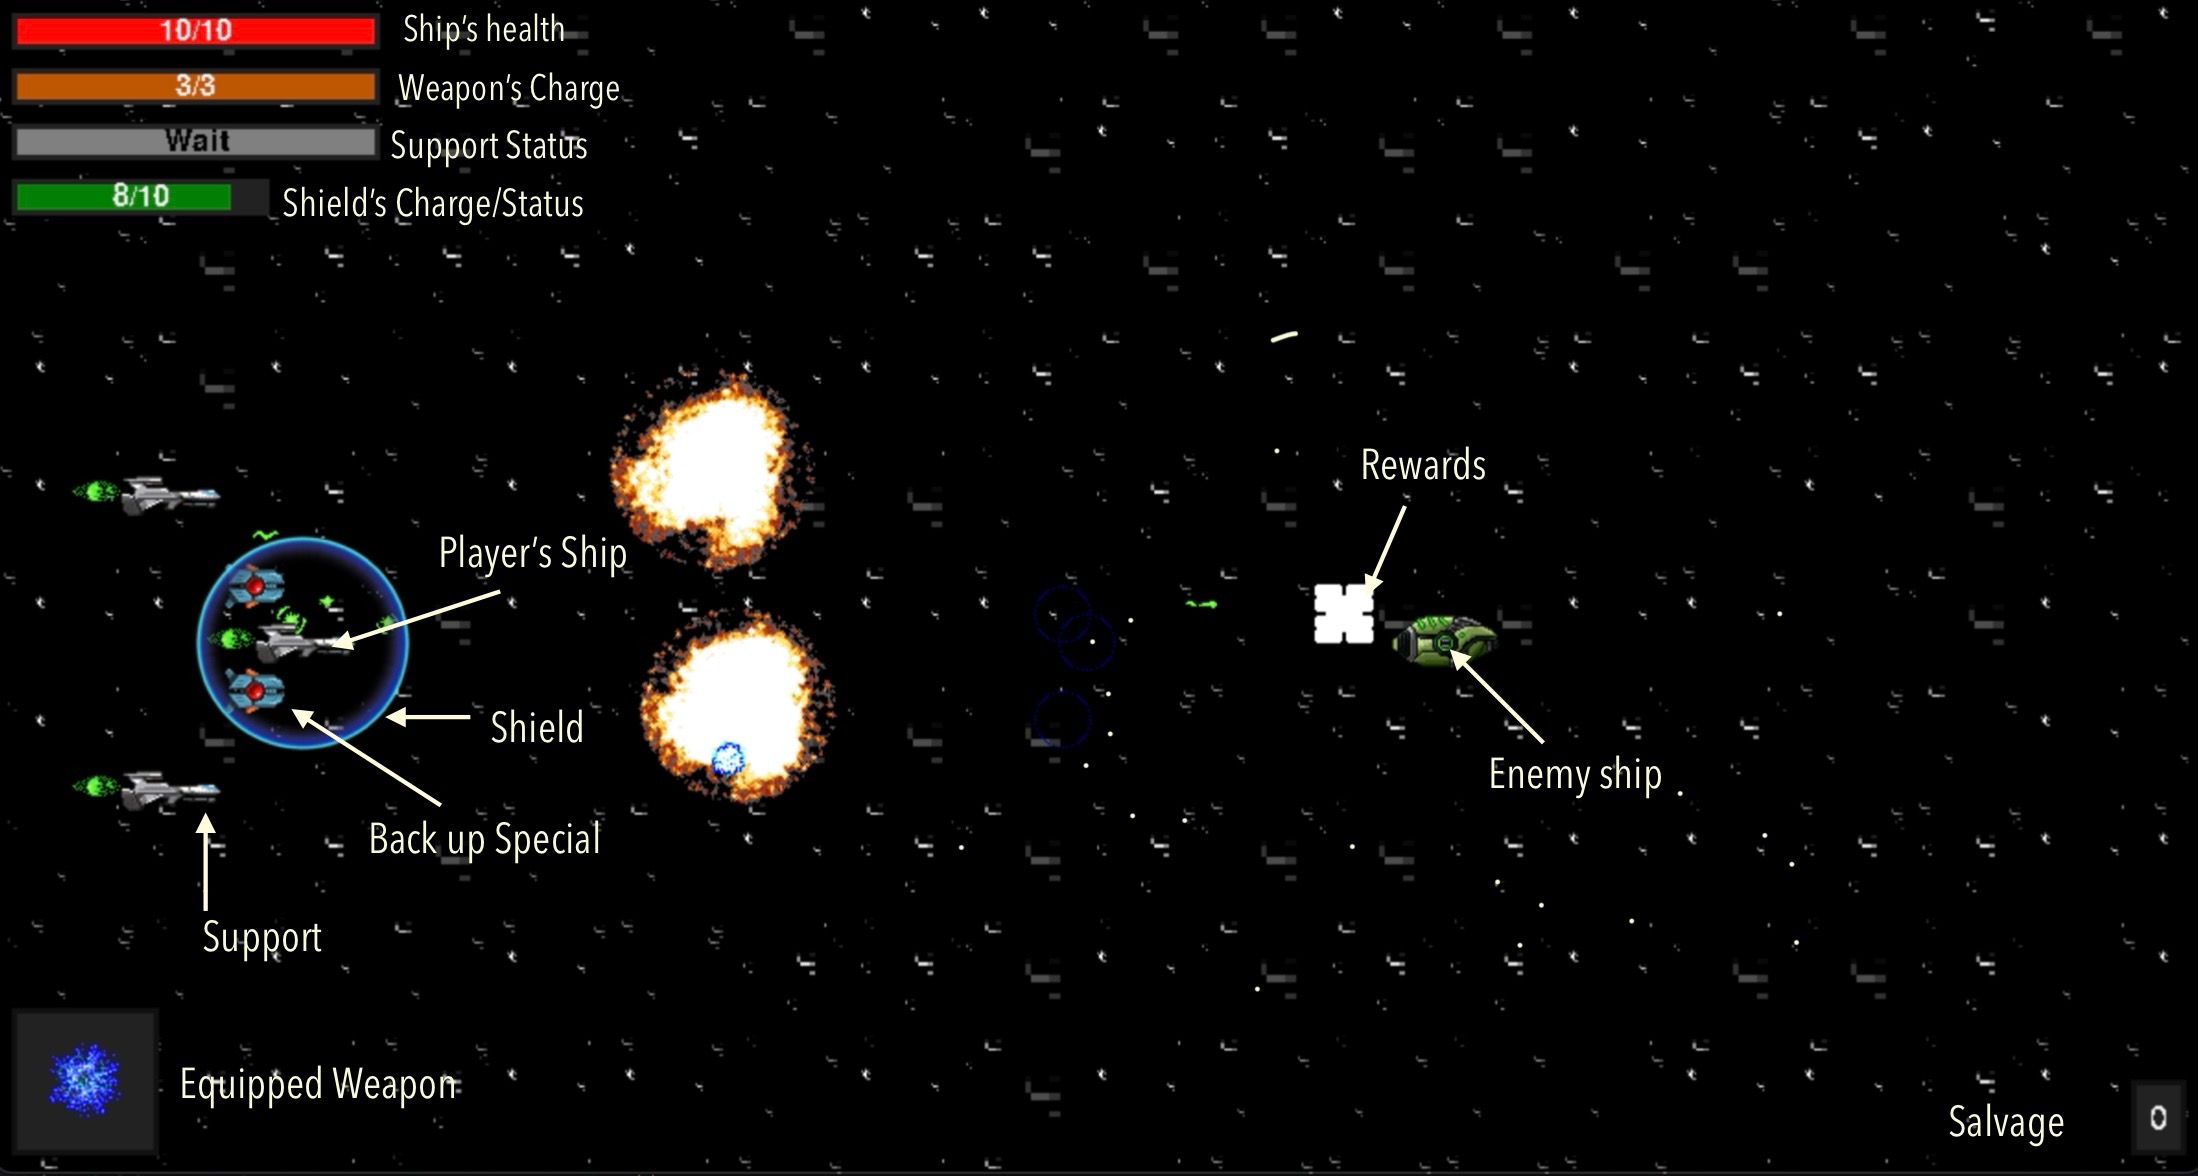 10/10 Ship's health
3/3 Weapon's Charge
Wait Support Status
8/10 Shield's Charge/Status
Rewards
Player's Ship
Shield
Enemy ship
Back up Special
Support
Equipped Weapon
Salvage 0